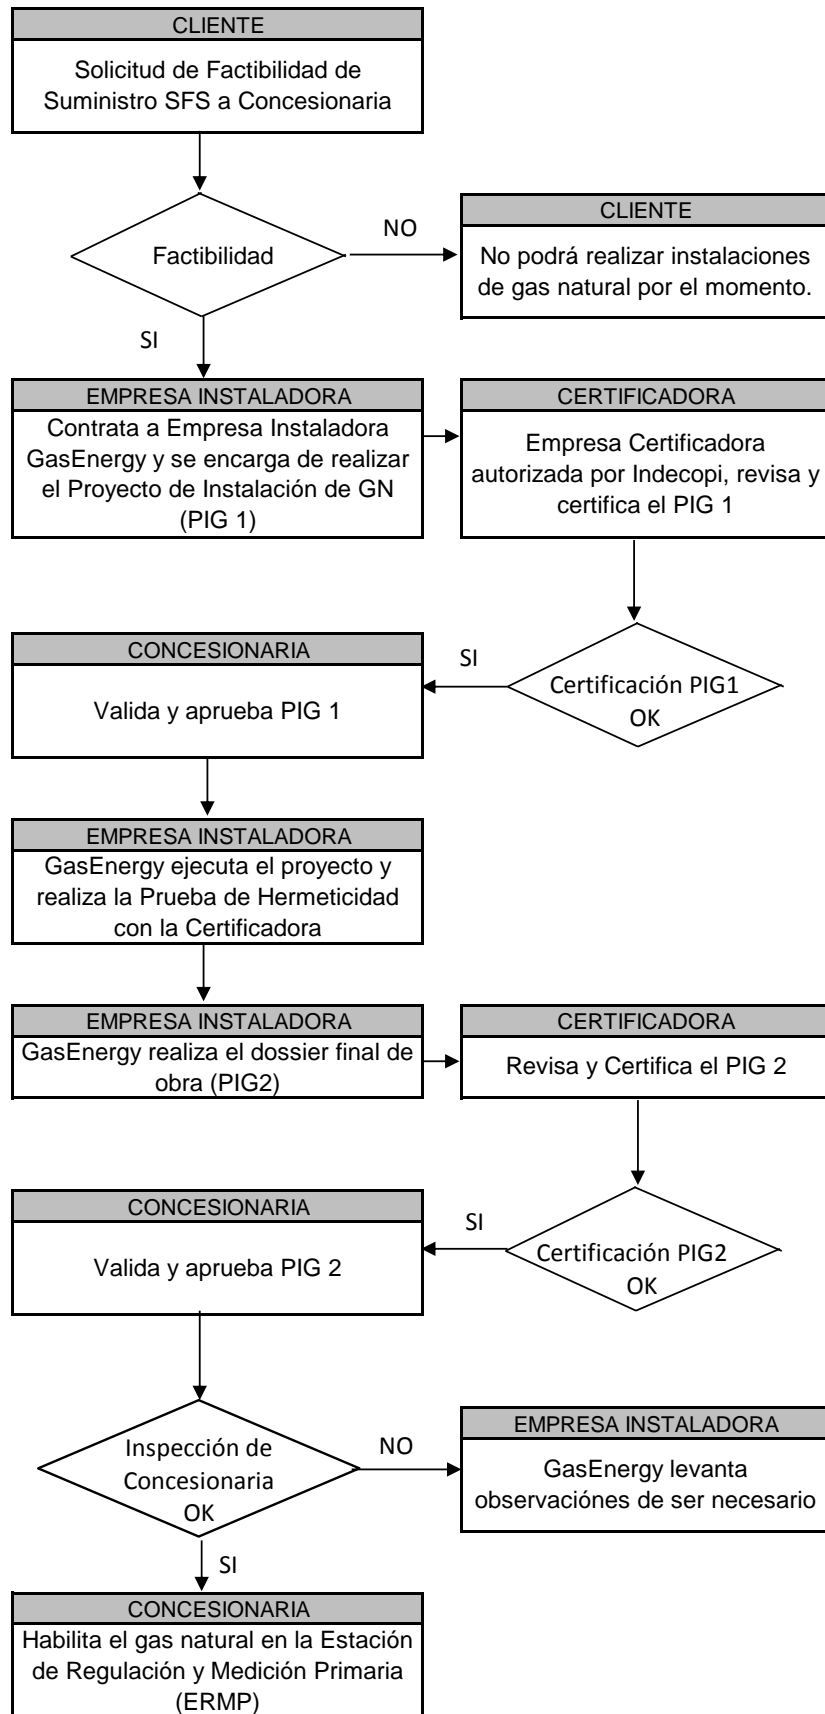 CLIENTE
Solicitud de Factibilidad de
Suministro SFS a Concesionaria
Factibilidad
NO
CLIENTE
No podrá realizar instalaciones
de gas natural por el momento.
SI
EMPRESA INSTALADORA
Contrata a Empresa Instaladora
GasEnergy y se encarga de realizar
el Proyecto de Instalación de GN
(PIG 1)
CERTIFICADORA
Empresa Certificadora
autorizada por Indecopi, revisa y
certifica el PIG 1
Certificación PIG1
OK
SI
CONCESIONARIA
Valida y aprueba PIG 1
EMPRESA INSTALADORA
GasEnergy ejecuta el proyecto y
realiza la Prueba de Hermeticidad
con la Certificadora
EMPRESA INSTALADORA
GasEnergy realiza el dossier final de
obra (PIG2)
CERTIFICADORA
Revisa y Certifica el PIG 2
Certificación PIG2
OK
SI
CONCESIONARIA
Valida y aprueba PIG 2
Inspección de
Concesionaria
OK
NO
EMPRESA INSTALADORA
GasEnergy levanta
observaciónes de ser necesario
SI
CONCESIONARIA
Habilita el gas natural en la Estación
de Regulación y Medición Primaria
(ERMP)